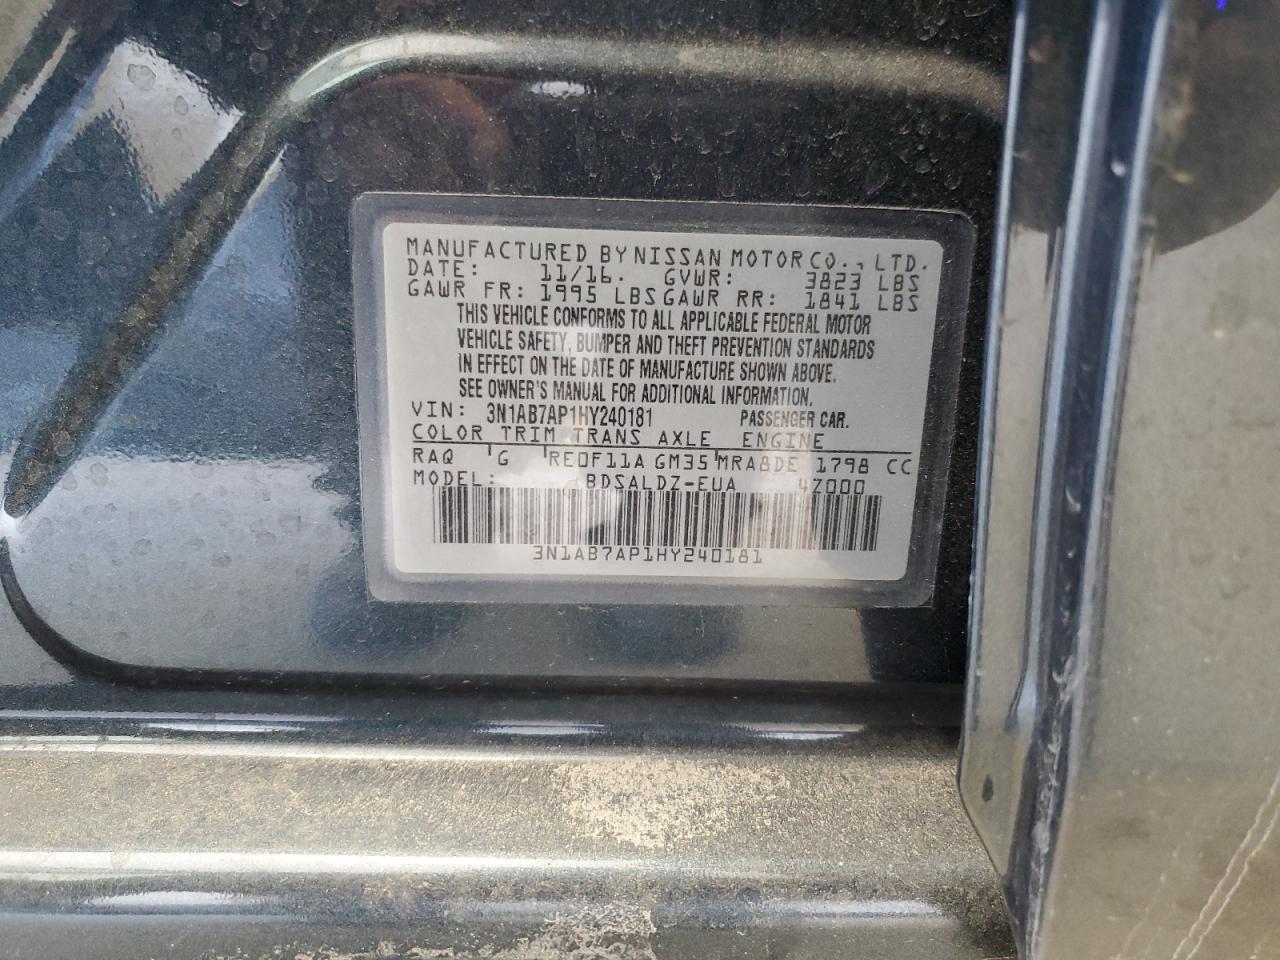 MANUFACTURED BY NISSAN MOTOR CO., LTD.
DATE: 11/16. GVWR: 3823 LBS
GAWR FR: 1995 LBS GAWR RR: 1841 LBS
THIS VEHICLE CONFORMS TO ALL APPLICABLE FEDERAL MOTOR
VEHICLE SAFETY, BUMPER AND THEFT PREVENTION STANDARDS
IN EFFECT ON THE DATE OF MANUFACTURE SHOWN ABOVE.
SEE OWNER'S MANUAL FOR ADDITIONAL INFORMATION.
VIN: 3N1AB7AP1HY240181 PASSENGER CAR.
COLOR TRIM TRANS AXLE ENGINE
RAQ G RE0F11A GM35 MRA8DE 1798 CC
MODEL: BDSALDZ-EUA 4Z000
3N1AB7AP1HY240181